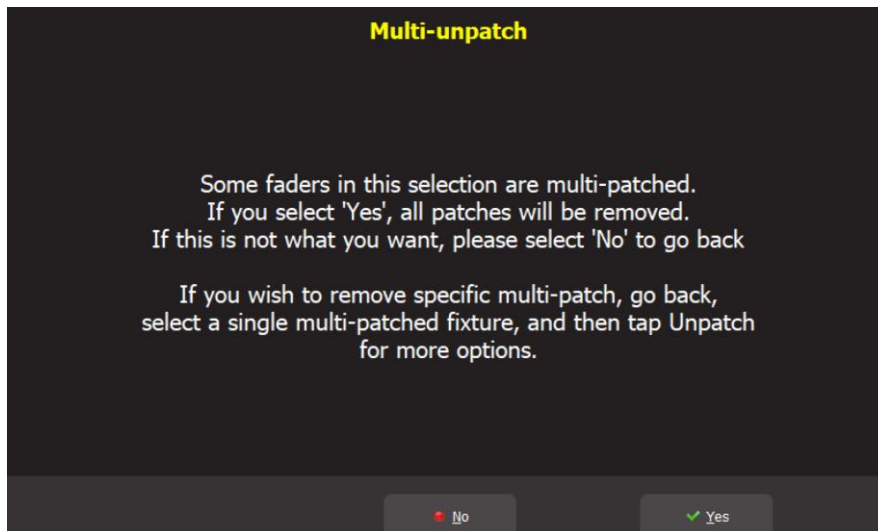 Multi-unpatch
Some faders in this selection are multi-patched.
If you select 'Yes', all patches will be removed.
If this is not what you want, please select 'No' to go back
If you wish to remove specific multi-patch, go back,
select a single multi-patched fixture, and then tap Unpatch
for more options.
No
Yes